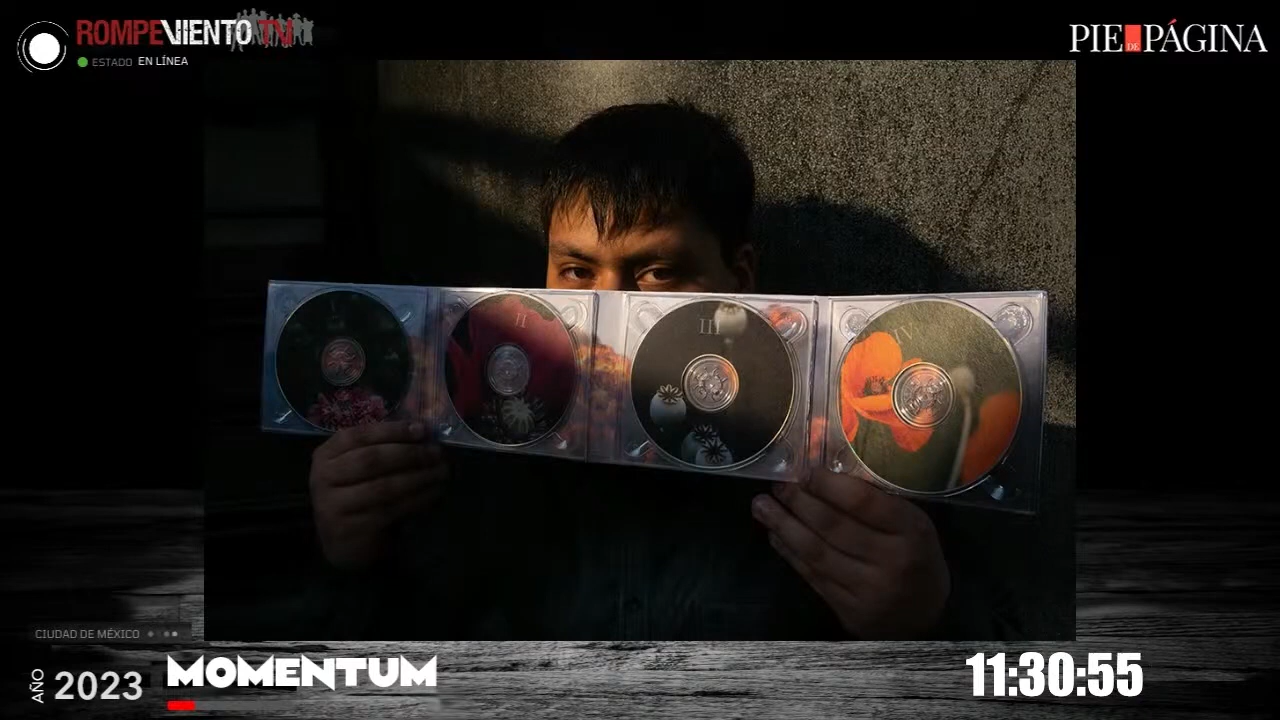 ROMPEVIENTO TV
ESTADO EN LÍNEA
PIE DE PÁGINA
I
II
III
IV
CIUDAD DE MÉXICO
AÑO 2023
MOMENTUM
11:30:55